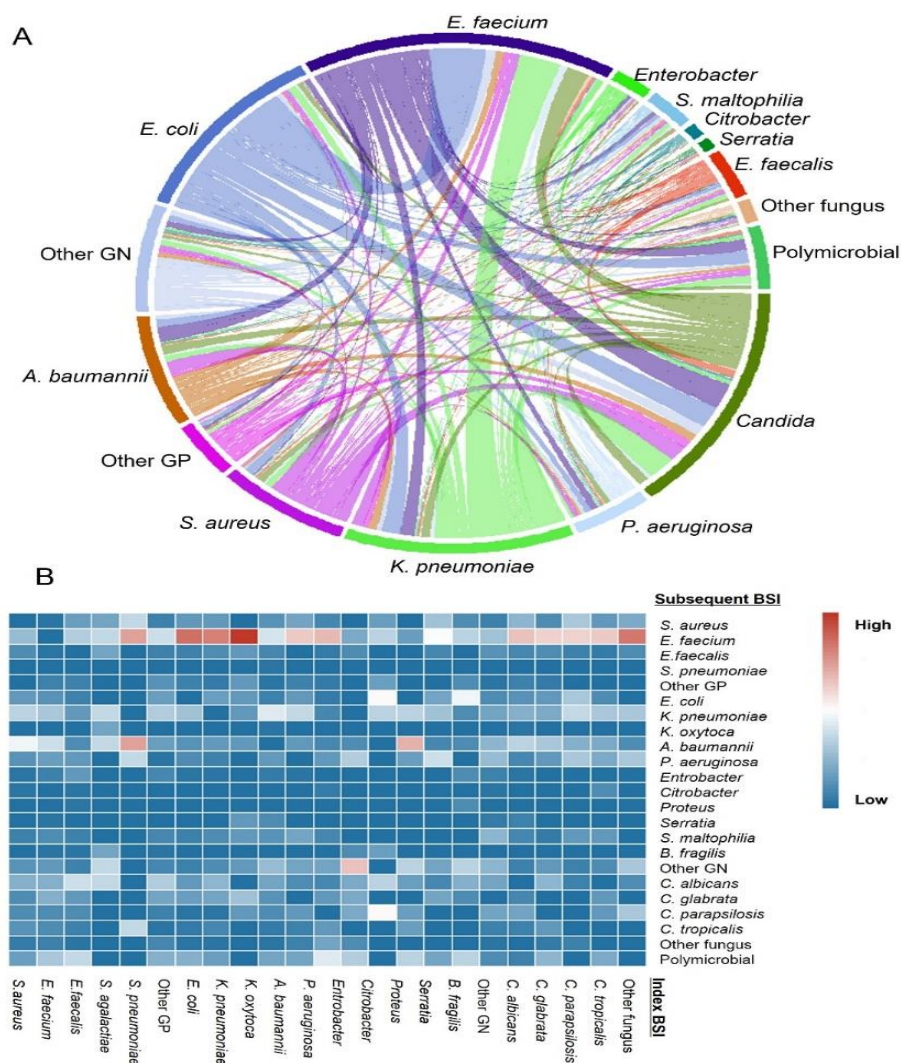 A
E. faecium
Enterobacter
S. maltophilia
Citrobacter
Serratia
E. faecalis
Other fungus
Polymicrobial
Candida
P. aeruginosa
K. pneumoniae
S. aureus
Other GP
A. baumannii
Other GN
E. coli
B
Subsequent BSI
S. aureus
E. faecium
E.faecalis
S. pneumoniae
Other GP
E. coli
K. pneumoniae
K. oxytoca
A. baumannii
P. aeruginosa
Entrobacter
Citrobacter
Proteus
Serratia
S. maltophilia
B. fragilis
Other GN
C. albicans
C. glabrata
C. parapsilosis
C. tropicalis
Other fungus
Polymicrobial
High
Low
S.aureus
E. faecium
E.faecalis
S. agalactiae
S. pneumoniae
Other GP
E. coli
K. pneumoniae
K. oxytoca
A. baumannii
P. aeruginosa
Entrobacter
Citrobacter
Proteus
Serratia
B. fragilis
Other GN
C. albicans
C. glabrata
C. parapsilosis
C. tropicalis
Other fungus
Index BSI